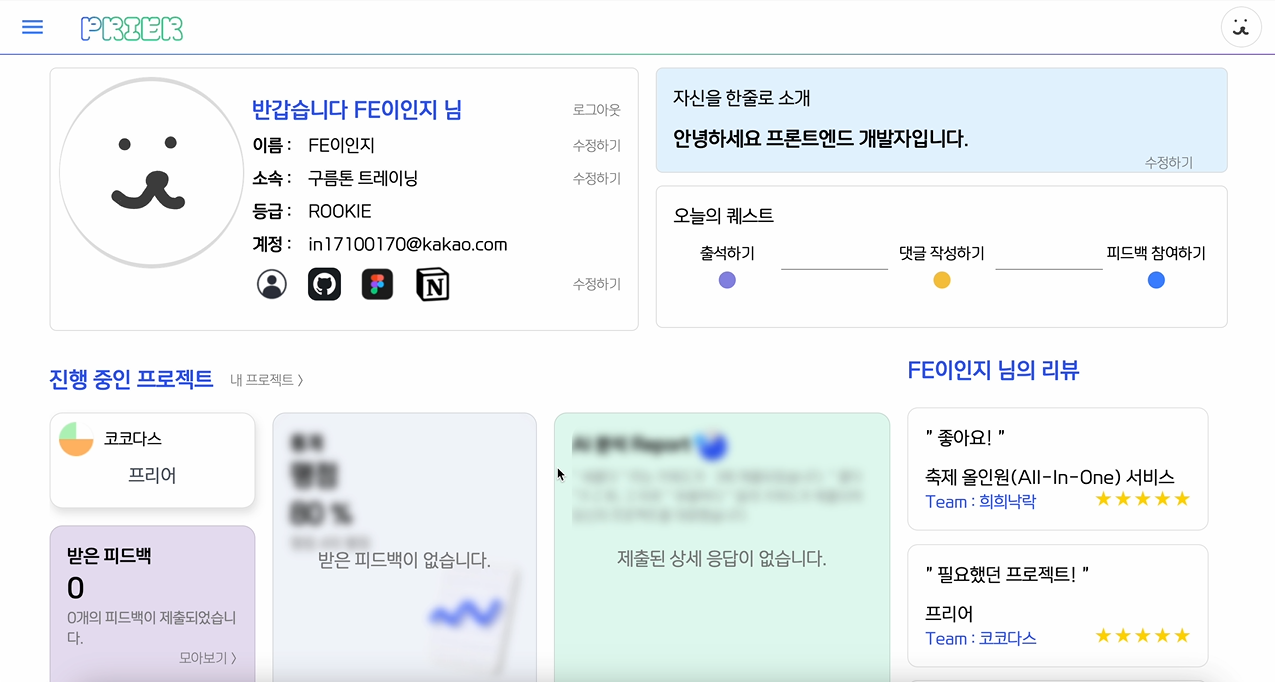 PRIER
반갑습니다 FE이인지 님
로그아웃
이름 : FE이인지
수정하기
소속 : 구름톤 트레이닝
수정하기
등급 : ROOKIE
계정 : in17100170@kakao.com
수정하기
자신을 한줄로 소개
안녕하세요 프론트엔드 개발자입니다.
수정하기
오늘의 퀘스트
출석하기
댓글 작성하기
피드백 참여하기
진행 중인 프로젝트
내 프로젝트 〉
코코다스
프리어
받은 피드백
0
0개의 피드백이 제출되었습니
다.
모아보기 〉
평점
80 %
받은 피드백이 없습니다.
AI 분석 Report
제출된 상세 응답이 없습니다.
FE이인지 님의 리뷰
" 좋아요! "
축제 올인원(All-In-One) 서비스
Team : 희희낙락
" 필요했던 프로젝트! "
프리어
Team : 코코다스